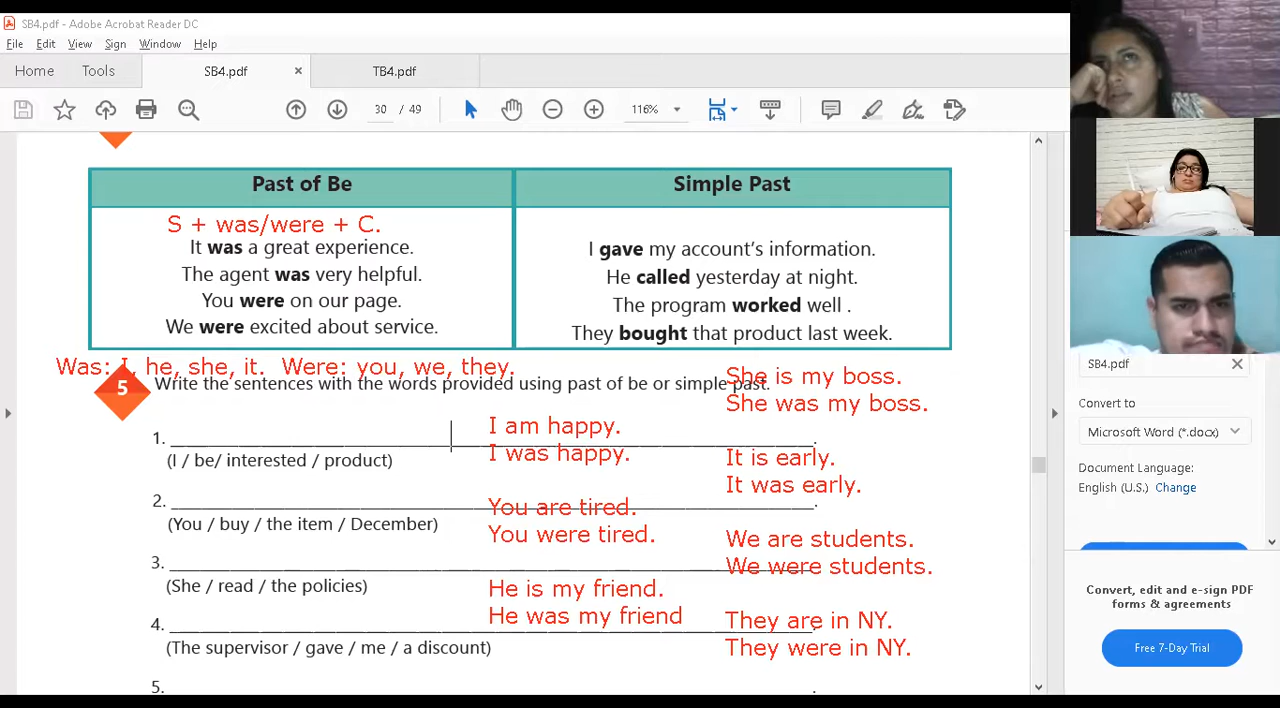 SB4.pdf - Adobe Acrobat Reader DC
File Edit View Sign Window Help
Home Tools SB4.pdf × TB4.pdf
30 / 49 116%
Past of Be Simple Past
S + was/were + C.
It was a great experience.
The agent was very helpful.
You were on our page.
We were excited about service.
I gave my account's information.
He called yesterday at night.
The program worked well .
They bought that product last week.
Was: I, he, she, it. Were: you, we, they.
5 Write the sentences with the words provided using past of be or simple past.
She is my boss.
She was my boss.
1. ___.
(I / be/ interested / product)
I am happy.
I was happy.
It is early.
It was early.
2. ___.
(You / buy / the item / December)
You are tired.
You were tired.
We are students.
We were students.
3. ___.
(She / read / the policies)
He is my friend.
He was my friend
4. ___.
(The supervisor / gave / me / a discount)
They are in NY.
They were in NY.
5. ___.
SB4.pdf
Convert to
Microsoft Word (*.docx)
Document Language:
English (U.S.) Change
Convert, edit and e-sign PDF
forms & agreements
Free 7-Day Trial